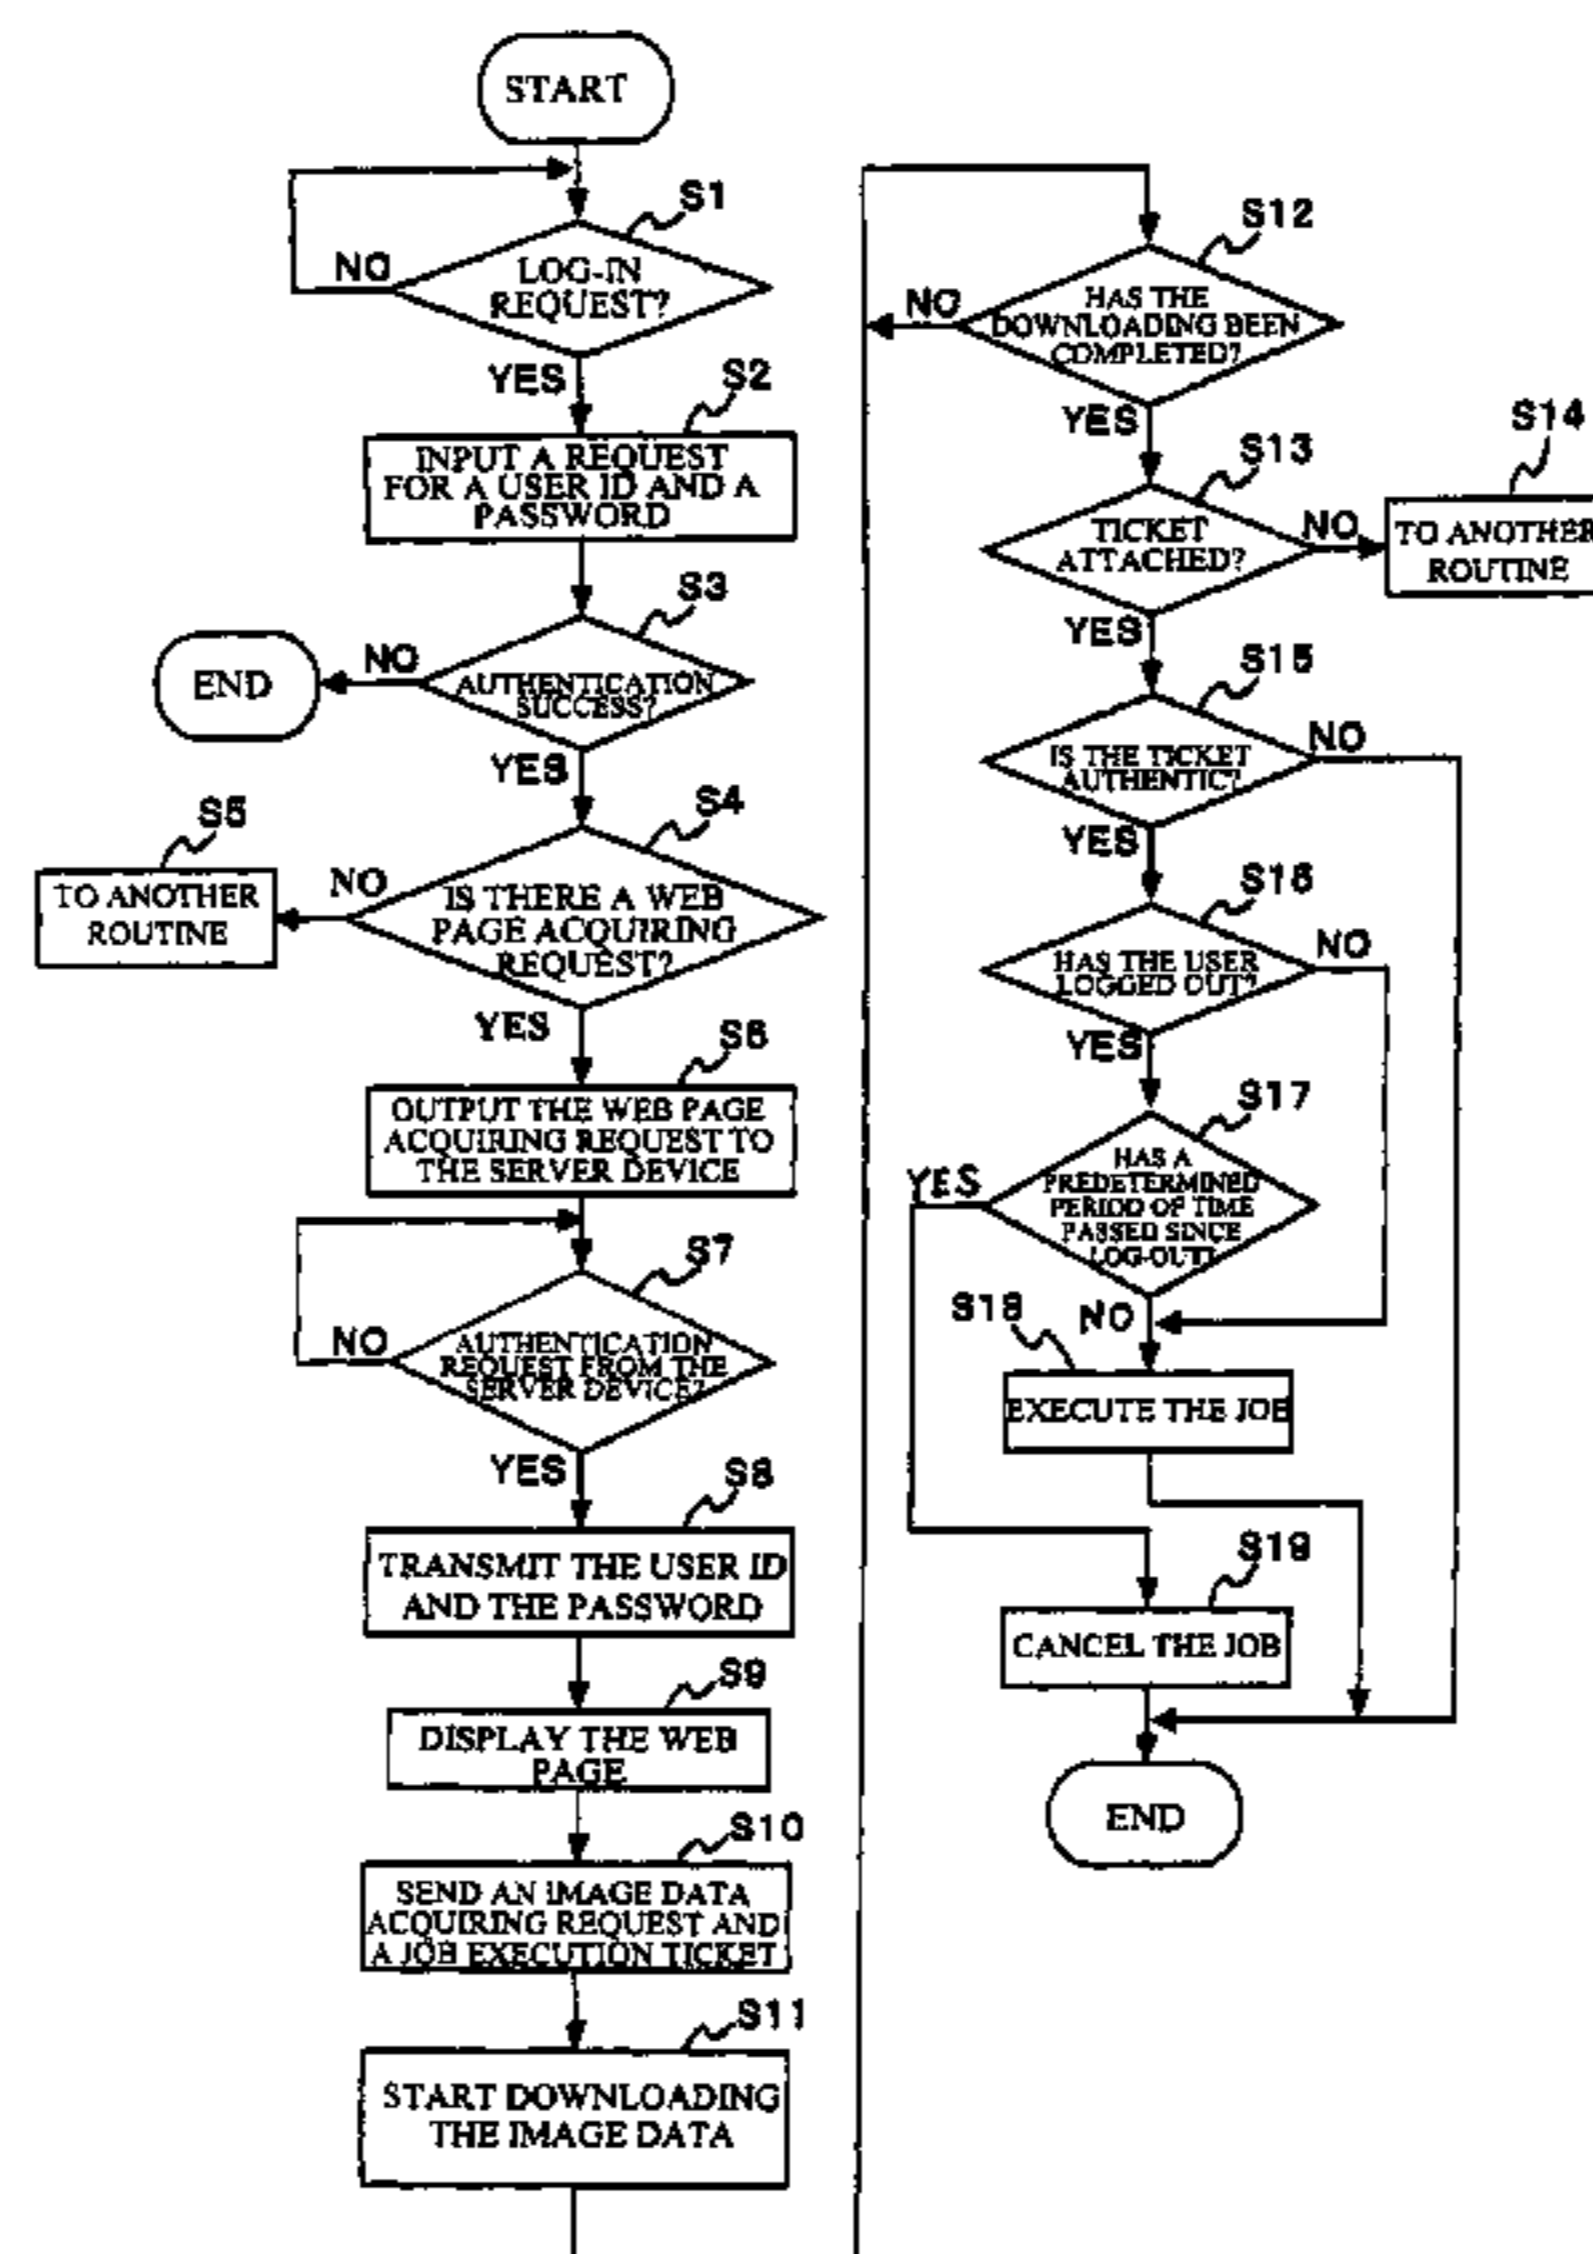 START
S1
NO
LOG-IN
REQUEST?
YES
S2
INPUT A REQUEST
FOR A USER ID AND A
PASSWORD
S3
END
NO
AUTHENTICATION
SUCCESS?
YES
S4
S5
TO ANOTHER
ROUTINE
NO
IS THERE A WEB
PAGE ACQUIRING
REQUEST?
YES
S6
OUTPUT THE WEB PAGE
ACQUIRING REQUEST TO
THE SERVER DEVICE
S7
NO
AUTHENTICATION
REQUEST FROM THE
SERVER DEVICE?
YES
S8
TRANSMIT THE USER ID
AND THE PASSWORD
S9
DISPLAY THE WEB
PAGE
S10
SEND AN IMAGE DATA
ACQUIRING REQUEST AND
A JOB EXECUTION TICKET
S11
START DOWNLOADING
THE IMAGE DATA
S12
NO
HAS THE
DOWNLOADING BEEN
COMPLETED?
YES
S13
TICKET
ATTACHED?
NO
S14
TO ANOTHER
ROUTINE
YES
S15
IS THE TICKET
AUTHENTIC?
NO
YES
S16
HAS THE USER
LOGGED OUT?
NO
YES
S17
YES
HAS A
PREDETERMINED
PERIOD OF TIME
PASSED SINCE
LOG-OUT?
NO
S18
EXECUTE THE JOB
S19
CANCEL THE JOB
END